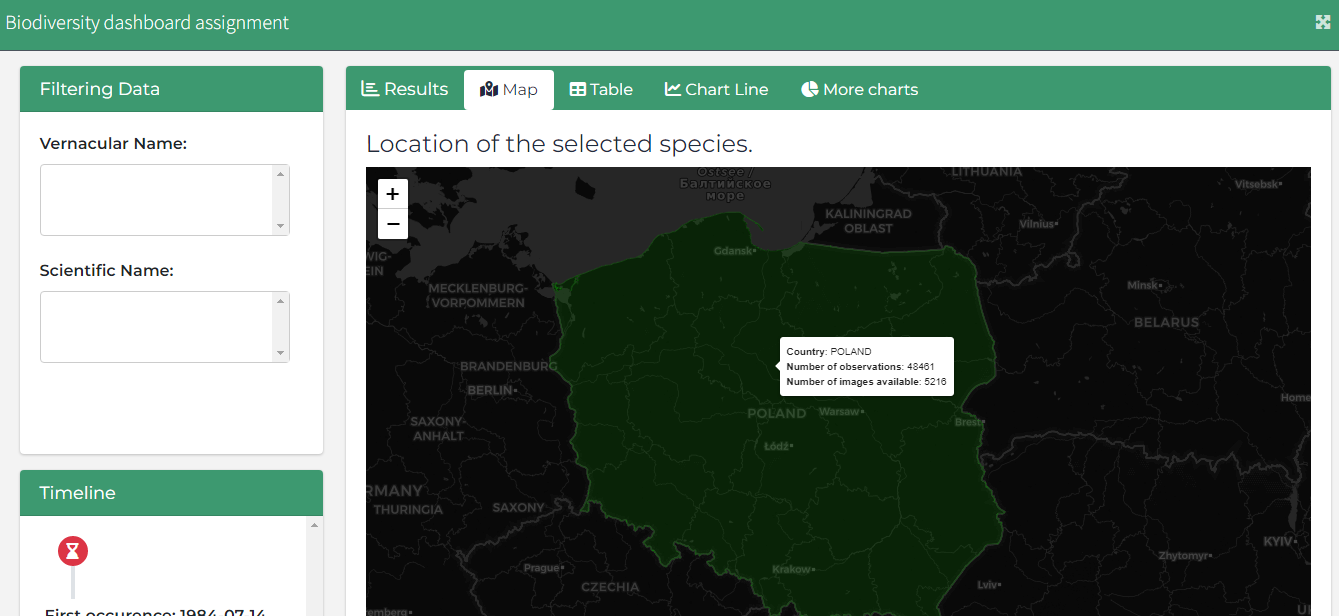 Biodiversity dashboard assignment
Filtering Data
Vernacular Name:
Scientific Name:
Timeline
First occurence: 1984-07-14
Results
Map
Table
Chart Line
More charts
Location of the selected species.
+
−
Ostsee /
Балтийское
море
LITHUANIA
Vitsebsk
KALININGRAD
OBLAST
Vilnius
WIG-
EIN
Gdansk
MECKLENBURG-
VORPOMMERN
Minsk
BELARUS
Country: POLAND
Number of observations: 48461
Number of images available: 5216
BRANDENBURG
BERLIN
Home
SAXONY-
ANHALT
POLAND
Warsaw
Brest
Łódź
RMANY
THURINGIA
SAXONY
KYIV
Zhytomyr
Prague
Krakow
CZECHIA
Lviv
remberg
UI